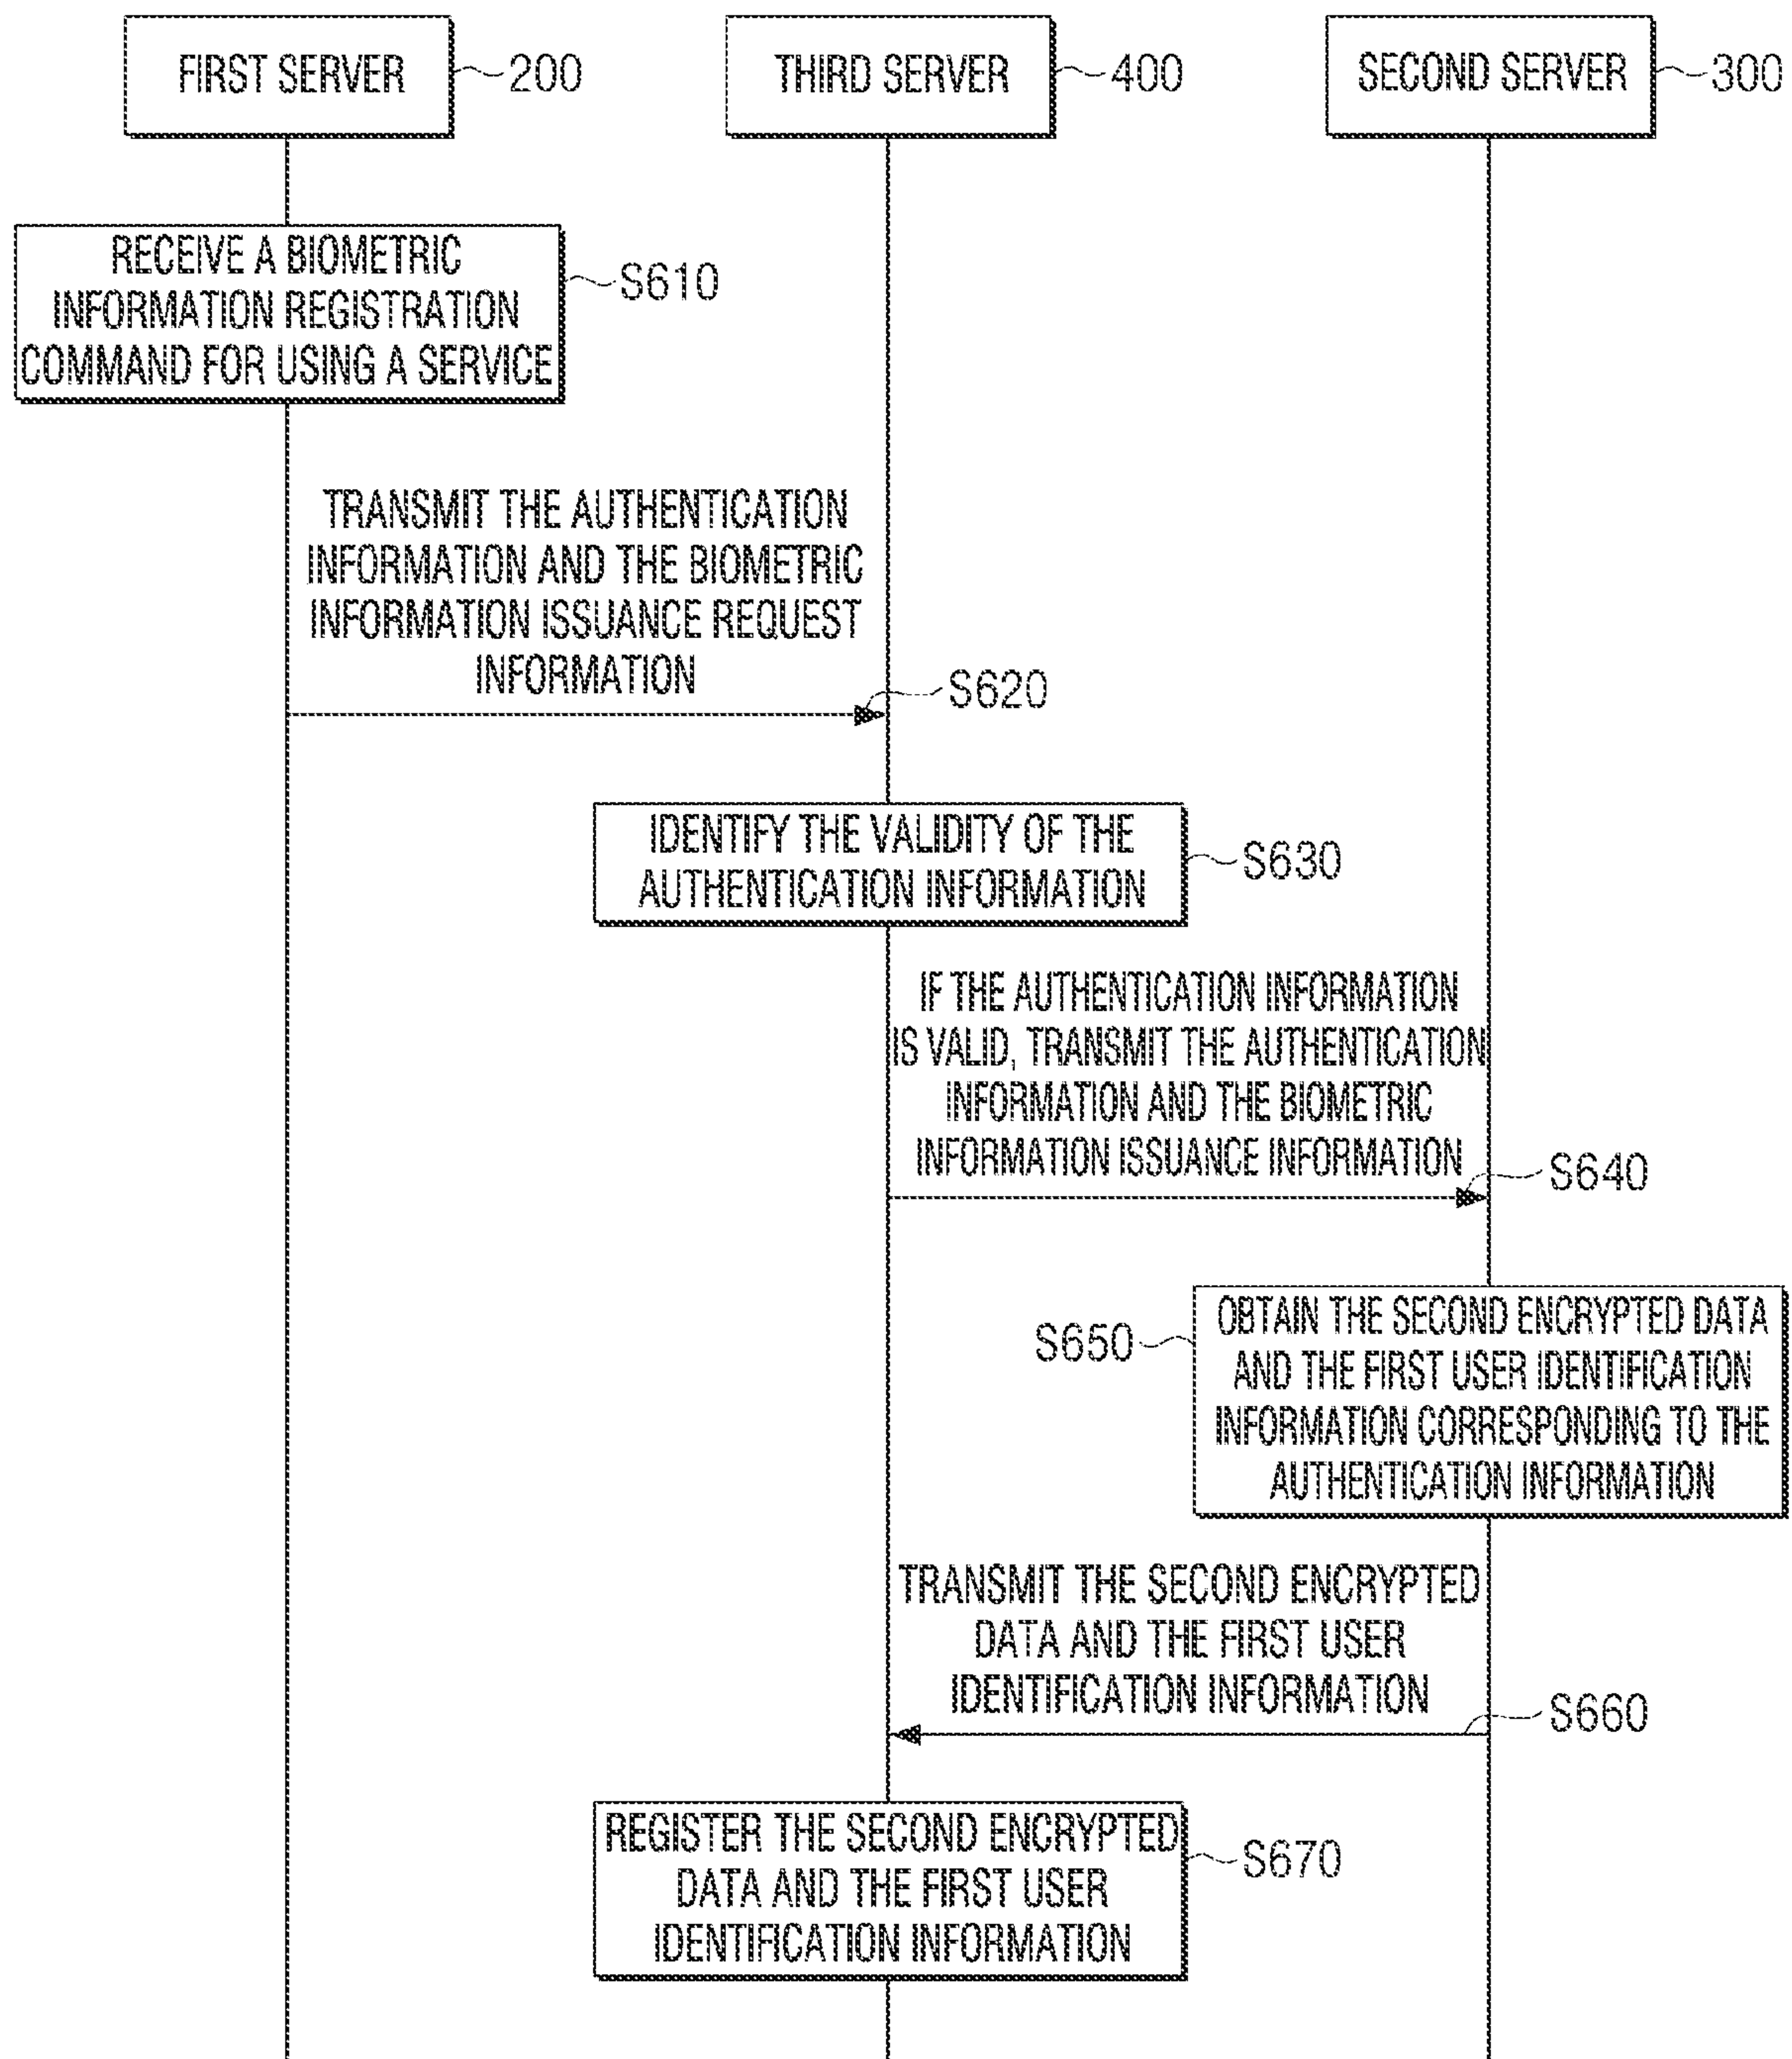 FIRST SERVER
200
THIRD SERVER
400
SECOND SERVER
300
RECEIVE A BIOMETRIC
INFORMATION REGISTRATION
COMMAND FOR USING A SERVICE
S610
TRANSMIT THE AUTHENTICATION
INFORMATION AND THE BIOMETRIC
INFORMATION ISSUANCE REQUEST
INFORMATION
S620
IDENTIFY THE VALIDITY OF THE
AUTHENTICATION INFORMATION
S630
IF THE AUTHENTICATION INFORMATION
IS VALID, TRANSMIT THE AUTHENTICATION
INFORMATION AND THE BIOMETRIC
INFORMATION ISSUANCE INFORMATION
S640
S650
OBTAIN THE SECOND ENCRYPTED DATA
AND THE FIRST USER IDENTIFICATION
INFORMATION CORRESPONDING TO THE
AUTHENTICATION INFORMATION
TRANSMIT THE SECOND ENCRYPTED
DATA AND THE FIRST USER
IDENTIFICATION INFORMATION
S660
REGISTER THE SECOND ENCRYPTED
DATA AND THE FIRST USER
IDENTIFICATION INFORMATION
S670